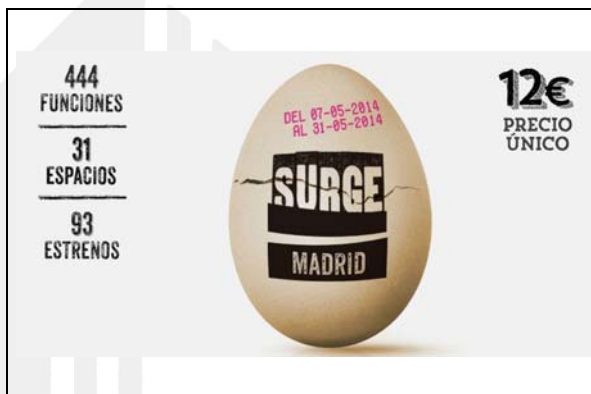 444
FUNCIONES
31
ESPACIOS
93
ESTRENOS
DEL 07-05-2014
AL 31-05-2014
SURGE
MADRID
12€
PRECIO
ÚNICO